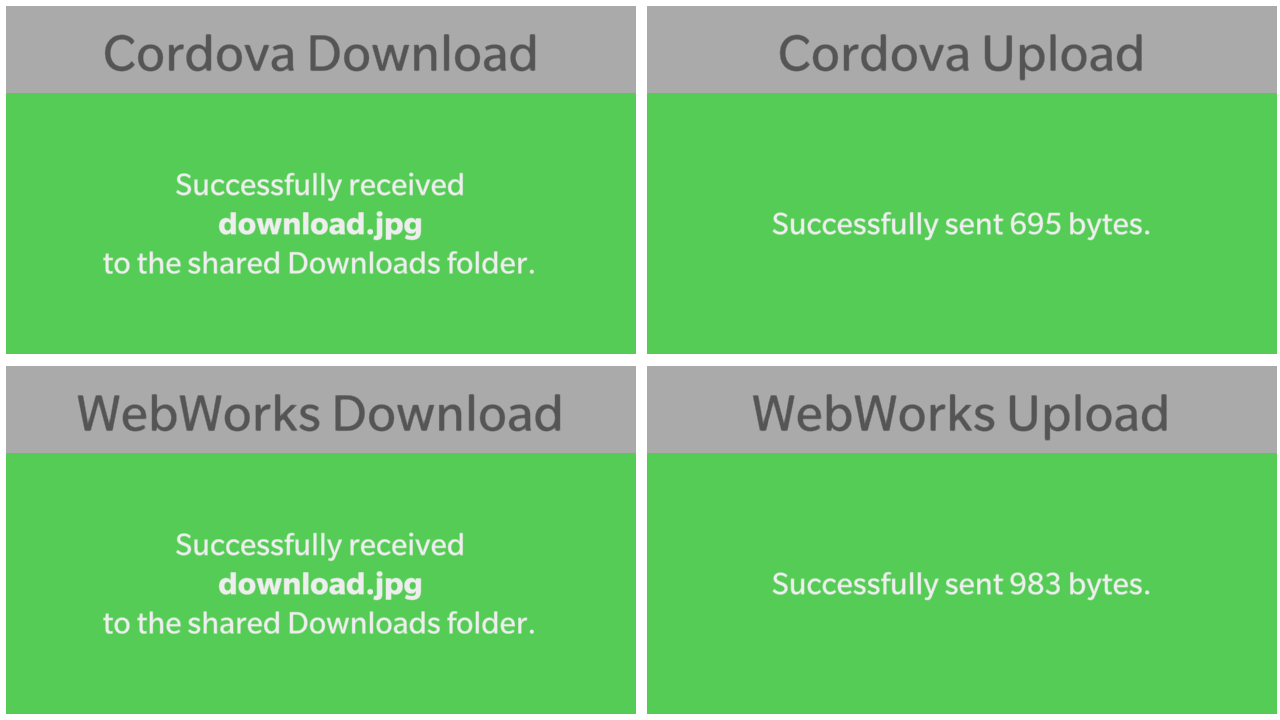 Cordova Download
Successfully received
download.jpg
to the shared Downloads folder.
Cordova Upload
Successfully sent 695 bytes.
WebWorks Download
Successfully received
download.jpg
to the shared Downloads folder.
WebWorks Upload
Successfully sent 983 bytes.